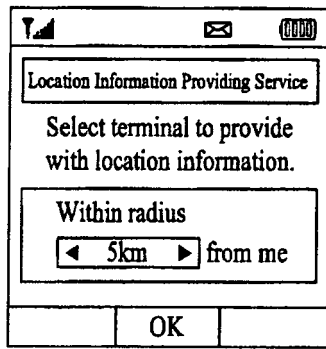 Location Information Providing Service
Select terminal to provide
with location information.
Within radius
◄ 5km ► from me
OK